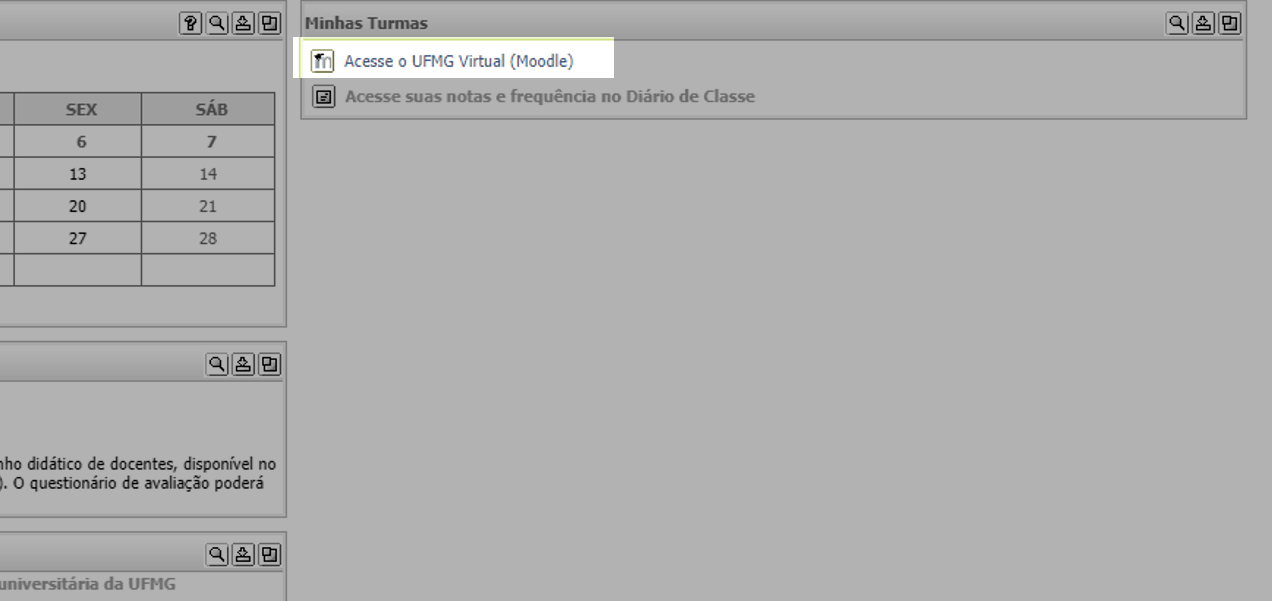 Minhas Turmas
Acesse o UFMG Virtual (Moodle)
Acesse suas notas e frequência no Diário de Classe
SEX SÁB
6 7
13 14
20 21
27 28
didático de docentes, disponível no
). O questionário de avaliação poderá
universitária da UFMG